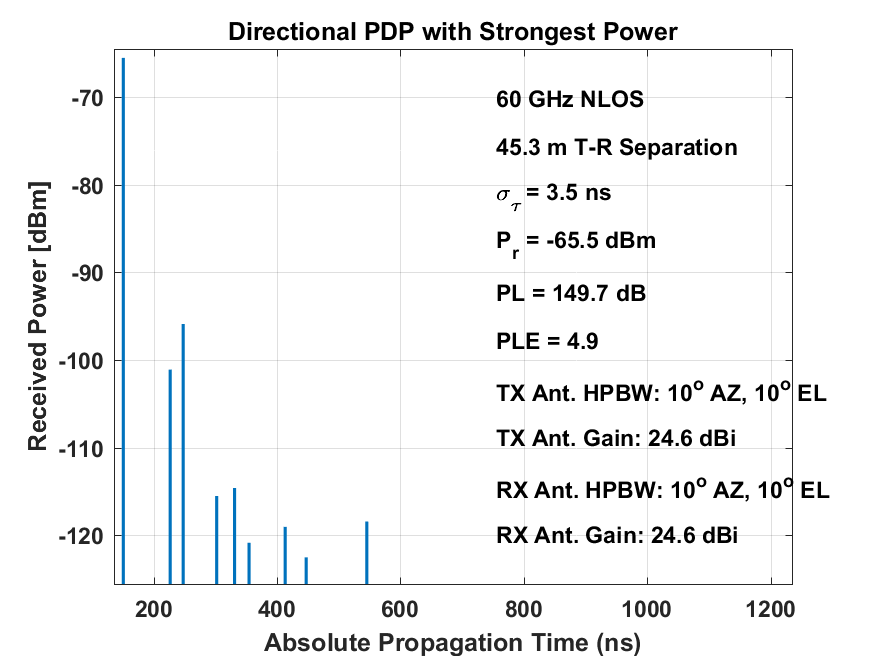 Directional PDP with Strongest Power
Received Power [dBm]
-70
-80
-90
-100
-110
-120
60 GHz NLOS
45.3 m T-R Separation
σ_τ = 3.5 ns
P_r = -65.5 dBm
PL = 149.7 dB
PLE = 4.9
TX Ant. HPBW: 10° AZ, 10° EL
TX Ant. Gain: 24.6 dBi
RX Ant. HPBW: 10° AZ, 10° EL
RX Ant. Gain: 24.6 dBi
200 400 600 800 1000 1200
Absolute Propagation Time (ns)